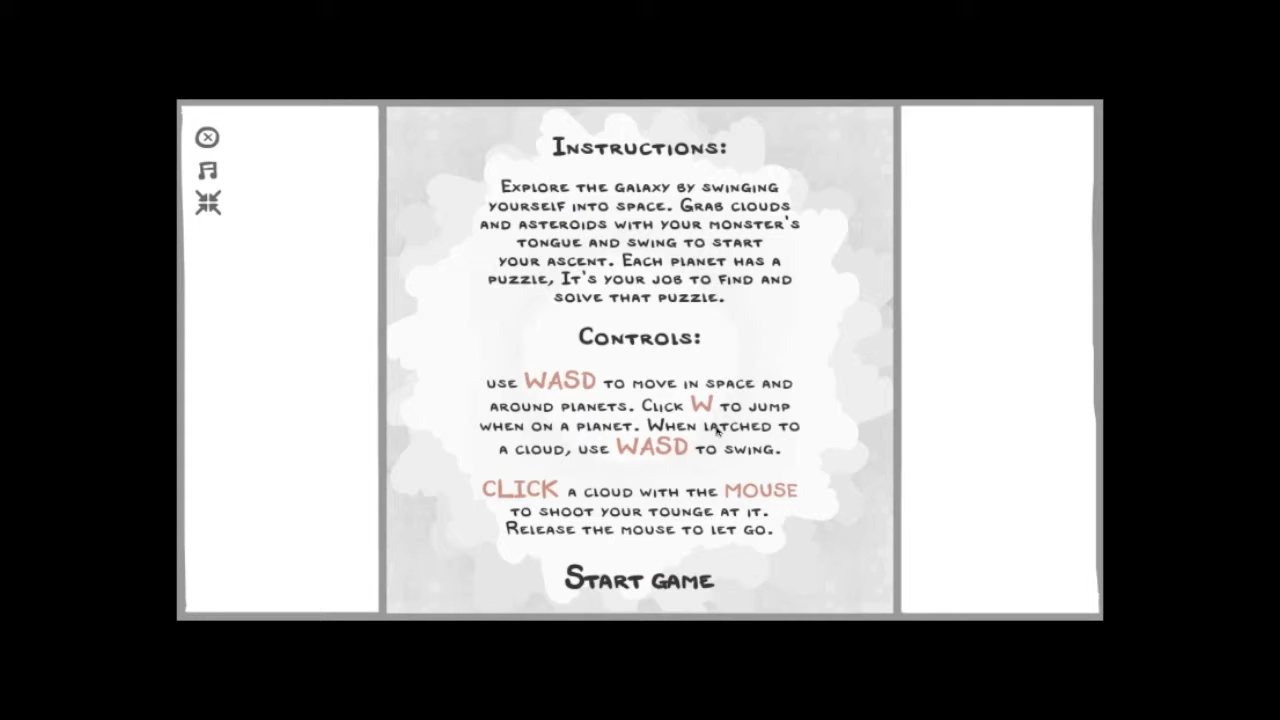 Instructions:
Explore the galaxy by swinging
yourself into space. Grab clouds
and asteroids with your monster's
tongue and swing to start
your ascent. Each planet has a
puzzle, It's your job to find and
solve that puzzle.
Controls:
use WASD to move in space and
around planets. Click W to jump
when on a planet. When latched to
a cloud, use WASD to swing.
CLICK a cloud with the MOUSE
to shoot your tounge at it.
Release the mouse to let go.
Start game